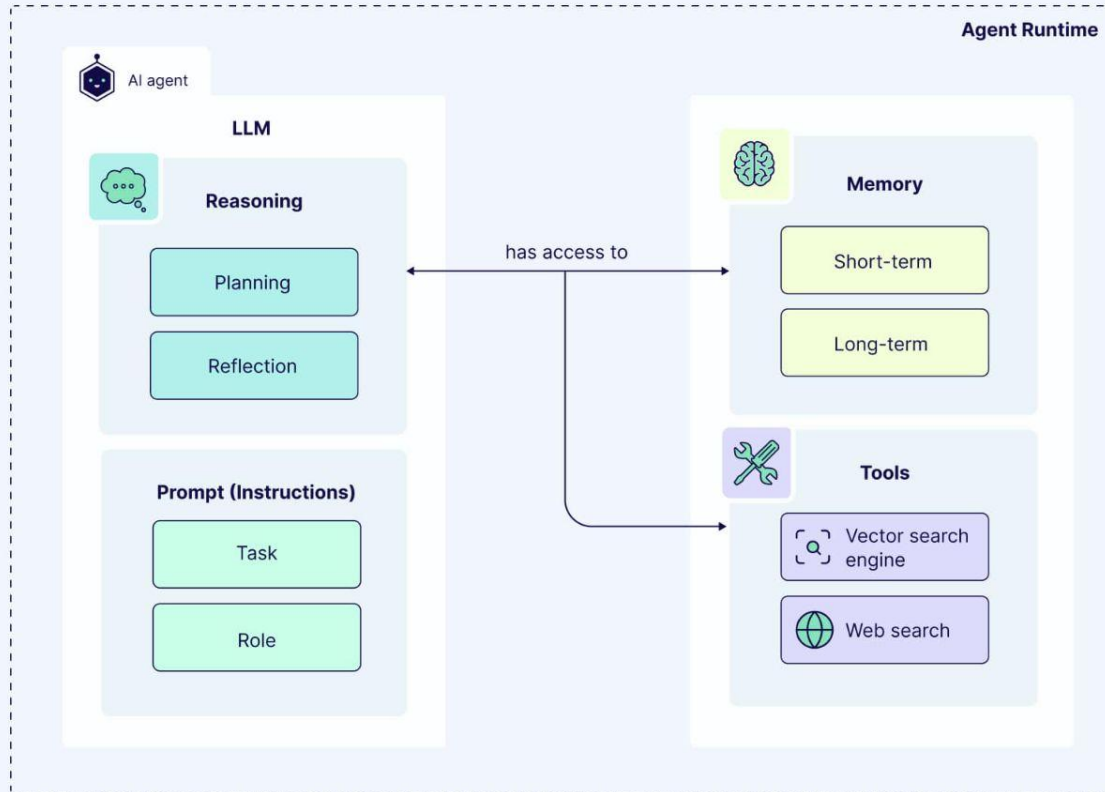 Agent Runtime
AI agent
LLM
Reasoning
Planning
Reflection
Prompt (Instructions)
Task
Role
has access to
Memory
Short-term
Long-term
Tools
Vector search
engine
Web search